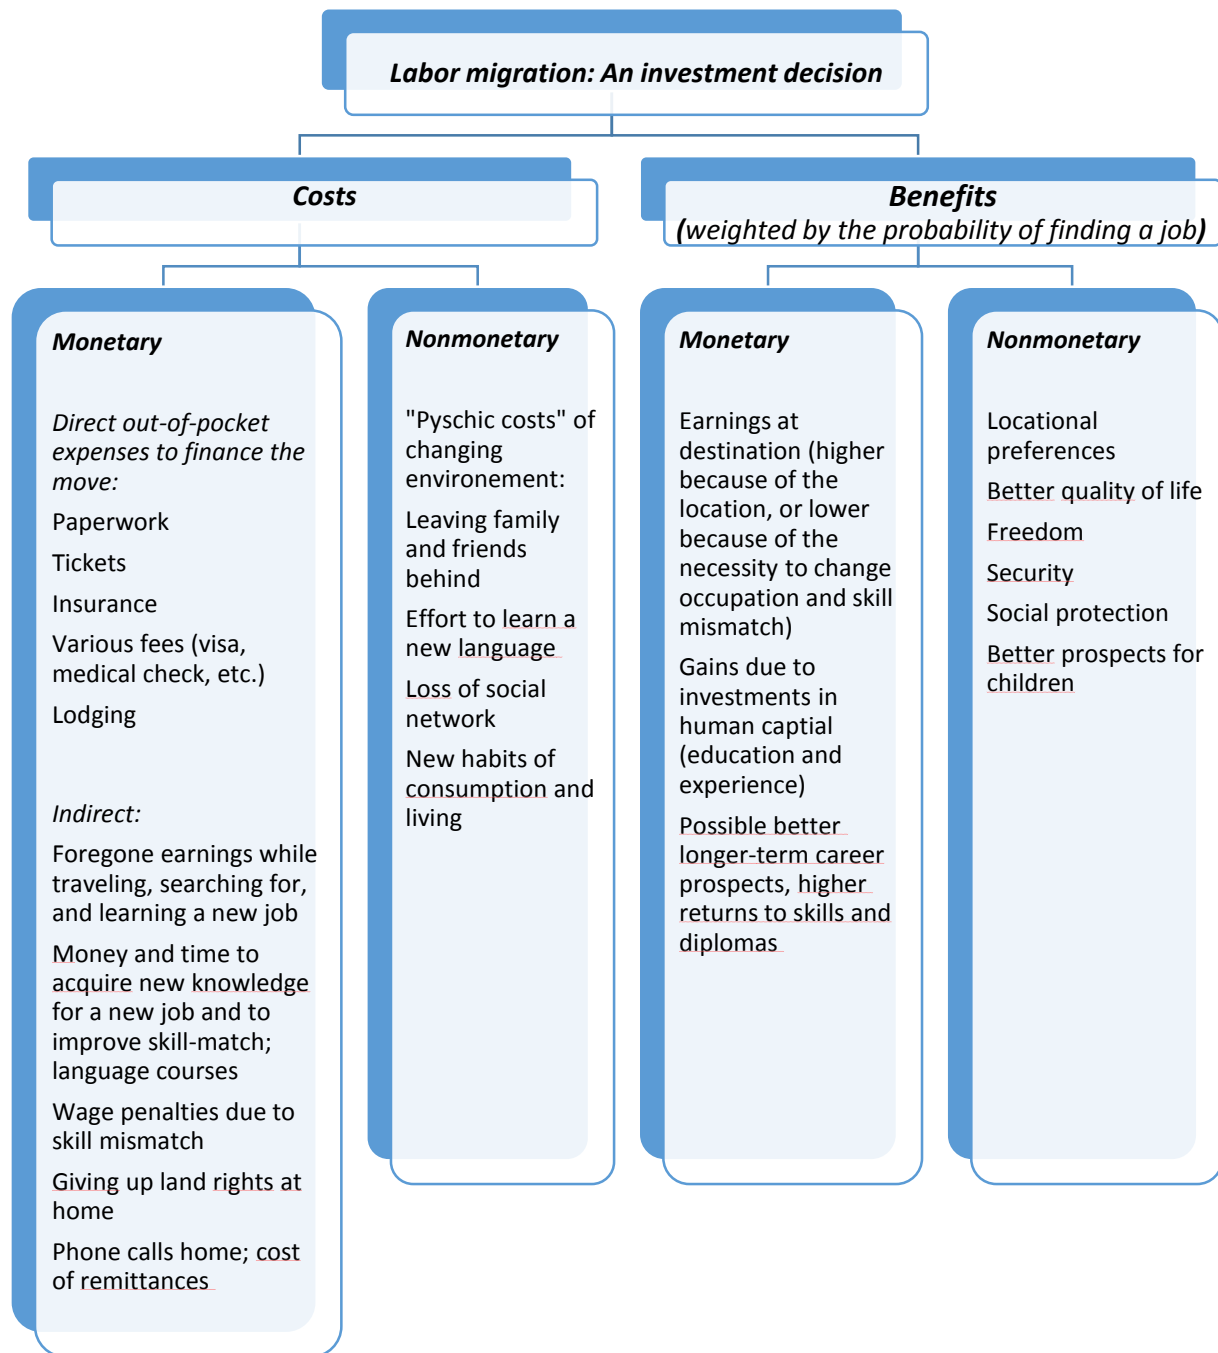 Labor migration: An investment decision
Costs
Benefits
(weighted by the probability of finding a job)
Monetary
Direct out-of-pocket
expenses to finance the
move:
Paperwork
Tickets
Insurance
Various fees (visa,
medical check, etc.)
Lodging
Indirect:
Foregone earnings while
traveling, searching for,
and learning a new job
Money and time to
acquire new knowledge
for a new job and to
improve skill-match;
language courses
Wage penalties due to
skill mismatch
Giving up land rights at
home
Phone calls home; cost
of remittances
Nonmonetary
"Pyschic costs" of
changing
environement:
Leaving family
and friends
behind
Effort to learn a
new language
Loss of social
network
New habits of
consumption and
living
Monetary
Earnings at
destination (higher
because of the
location, or lower
because of the
necessity to change
occupation and skill
mismatch)
Gains due to
investments in
human captial
(education and
experience)
Possible better
longer-term career
prospects, higher
returns to skills and
diplomas
Nonmonetary
Locational
preferences
Better quality of life
Freedom
Security
Social protection
Better prospects for
children